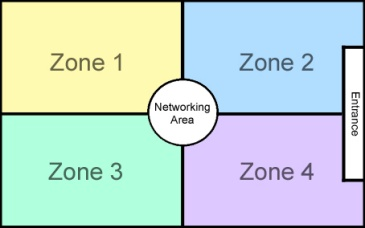 Zone 1
Zone 2
Networking
Area
Entrance
Zone 3
Zone 4